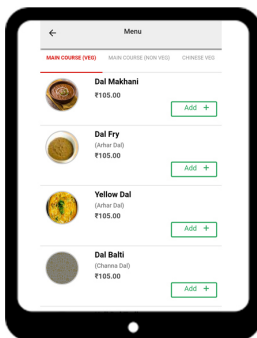 Menu
MAIN COURSE (VEG) MAIN COURSE (NON VEG) CHINESE VEG
Dal Makhani
₹105.00
Add +
Dal Fry
(Arhar Dal)
₹105.00
Add +
Yellow Dal
(Arhar Dal)
₹105.00
Add +
Dal Balti
(Channa Dal)
₹105.00
Add +